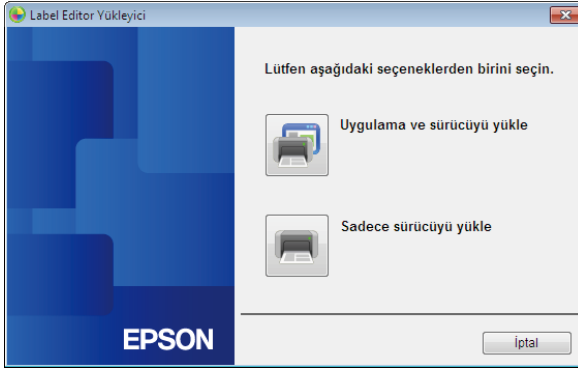 Label Editor Yükleyici
Lütfen aşağıdaki seçeneklerden birini seçin.
Uygulama ve sürücüyü yükle
Sadece sürücüyü yükle
EPSON
İptal